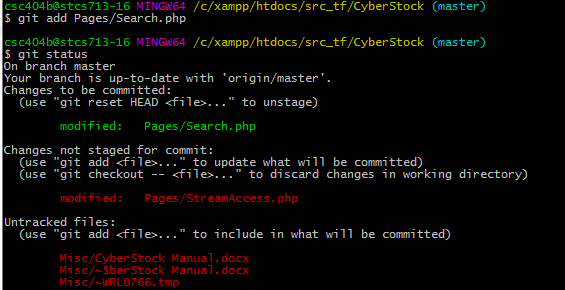 csc404b@stcs713-16 MINGW64 /c/xampp/htdocs/src_tf/CyberStock (master)
$ git add Pages/Search.php
csc404b@stcs713-16 MINGW64 /c/xampp/htdocs/src_tf/CyberStock (master)
$ git status
On branch master
Your branch is up-to-date with 'origin/master'.
Changes to be committed:
  (use "git reset HEAD <file>..." to unstage)
        modified:   Pages/Search.php
Changes not staged for commit:
  (use "git add <file>..." to update what will be committed)
  (use "git checkout -- <file>..." to discard changes in working directory)
        modified:   Pages/StreamAccess.php
Untracked files:
  (use "git add <file>..." to include in what will be committed)
        Misc/CyberStock Manual.docx
        Misc/~$berStock Manual.docx
        Misc/~WRL0766.tmp